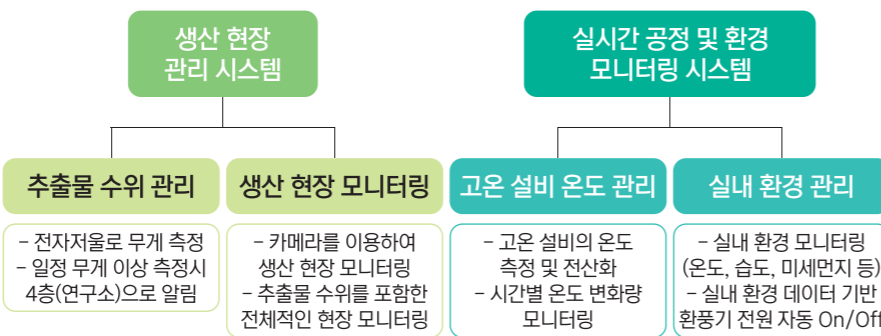 생산 현장
관리 시스템
실시간 공정 및 환경
모니터링 시스템
추출물 수위 관리
생산 현장 모니터링
고온 설비 온도 관리
실내 환경 관리
- 전자저울로 무게 측정
- 일정 무게 이상 측정시
4층(연구소)으로 알림
- 카메라를 이용하여
생산 현장 모니터링
- 추출물 수위를 포함한
전체적인 현장 모니터링
- 고온 설비의 온도
측정 및 전산화
- 시간별 온도 변화량
모니터링
- 실내 환경 모니터링
(온도, 습도, 미세먼지 등)
- 실내 환경 데이터 기반
환풍기 전원 자동 On/Off